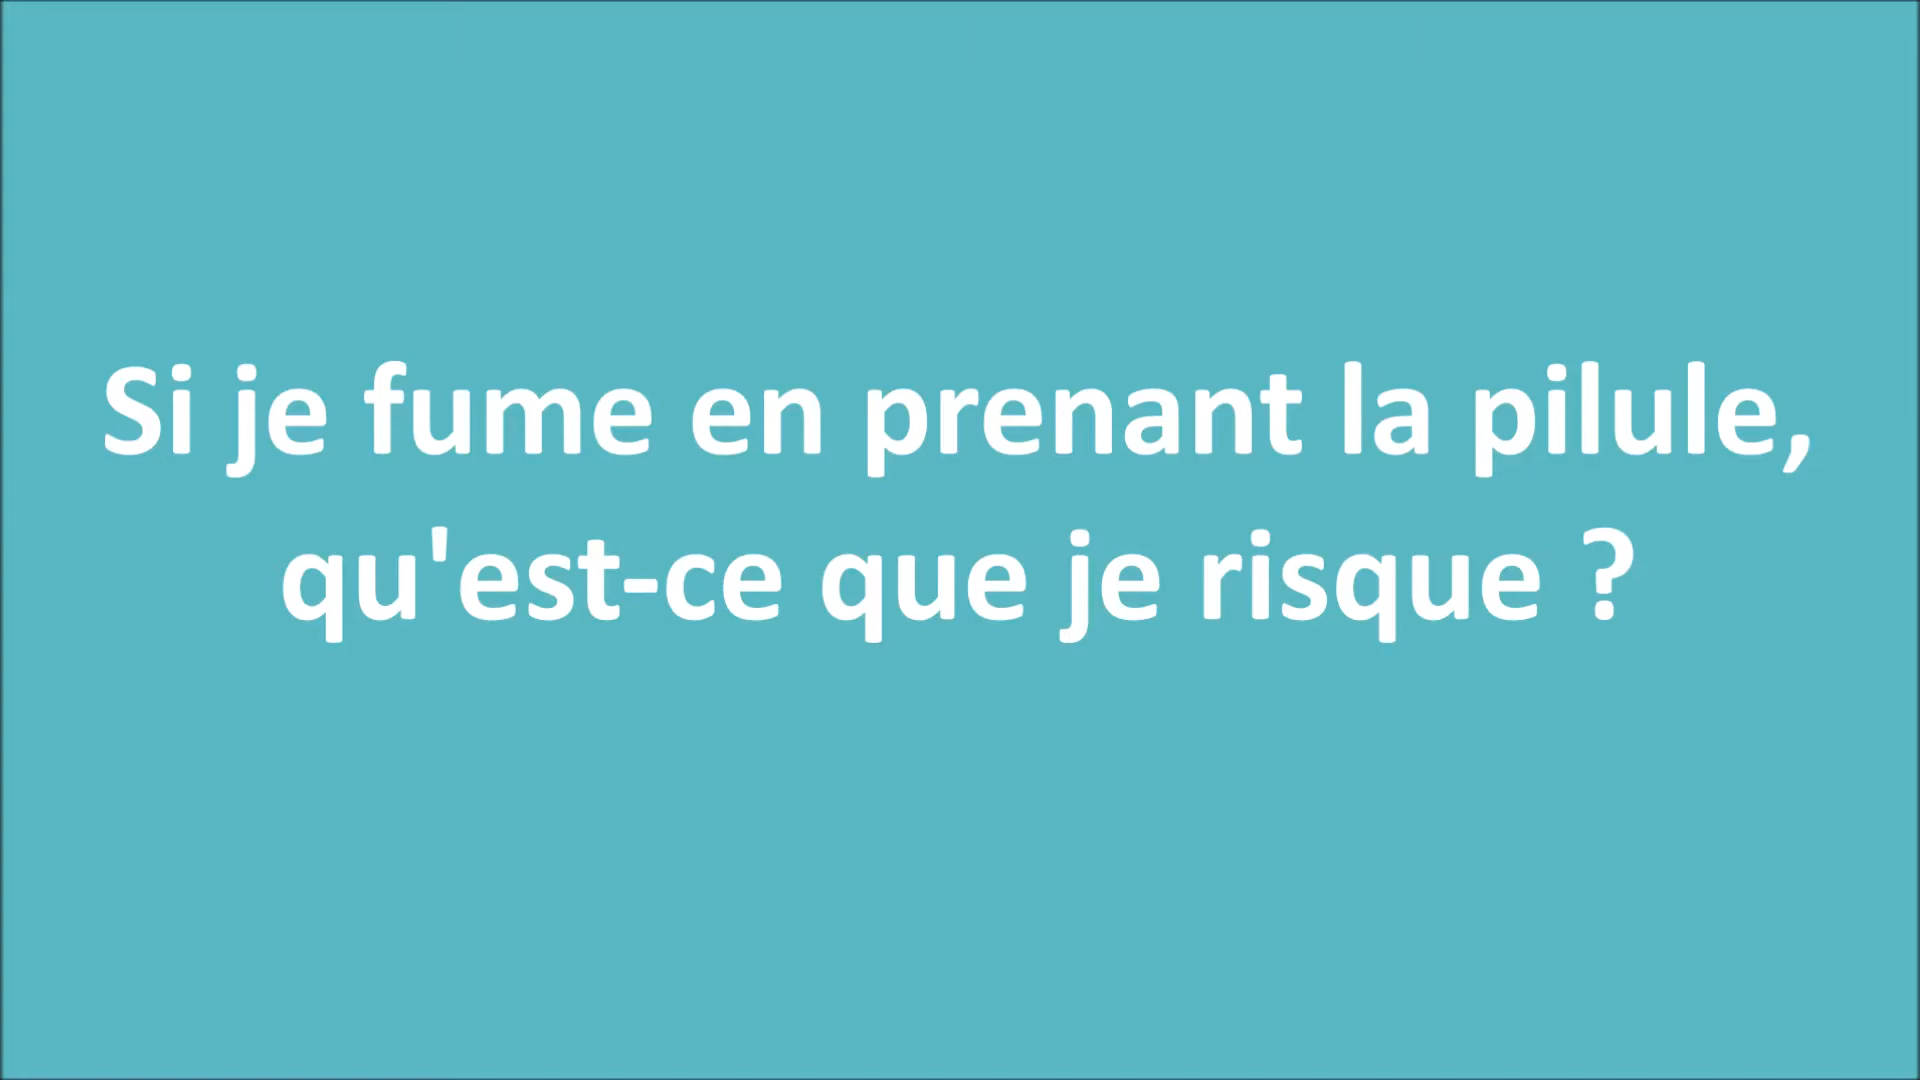 Si je fume en prenant la pilule,
qu'est-ce que je risque ?